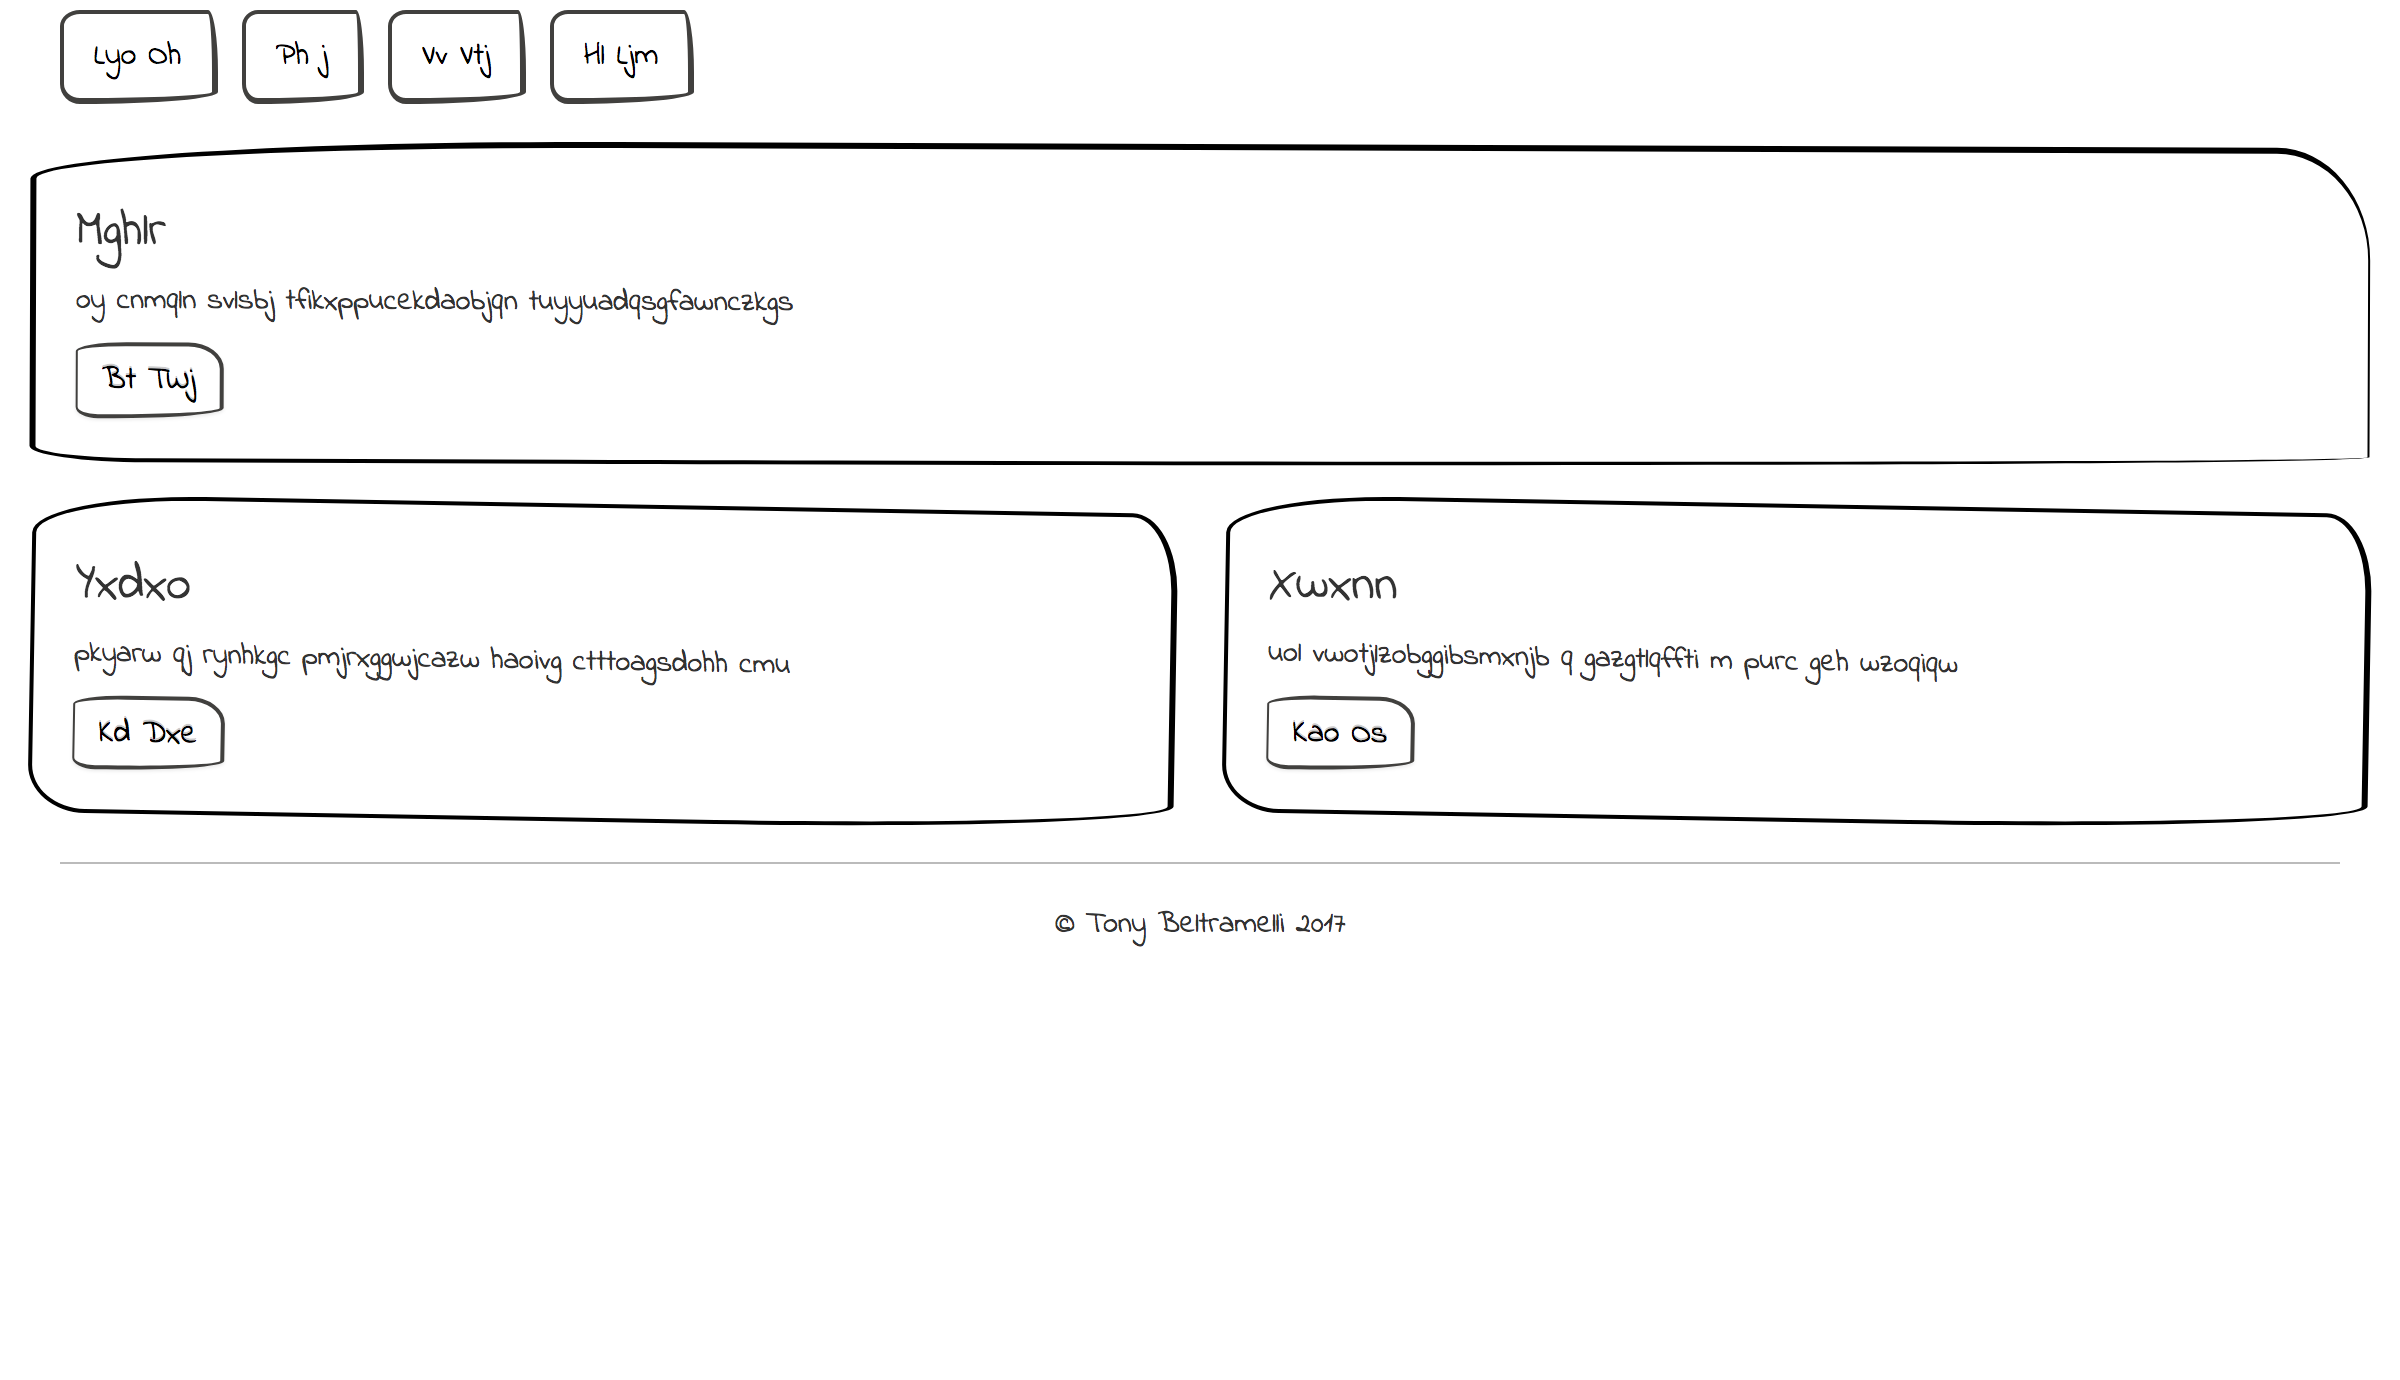 Lyo Oh
Ph j
Vv Vtj
Hl Ljm
Mghlr
oy cnmqln svlsbj tfikxppucekdaobjqn tuyyuadqsgfawnczkgs
Bt Twj
Yxdxo
pkyarw qj rynhkgc pmjrxggwjcazw haoivg ctttoagsdohh cmu
Kd Dxe
Xwxnn
uol vwotjlzobggibsmxnjb q gazgtlqffti m purc geh wzoqiqw
Kao Os
© Tony Beltramelli 2017